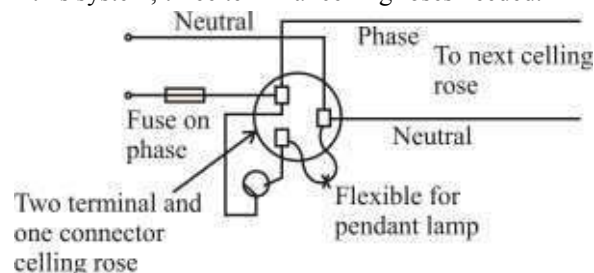 Neutral
Phase
To next celling
rose
Fuse on
phase
Neutral
Two terminal and
one connector
celling rose
Flexible for
pendant lamp